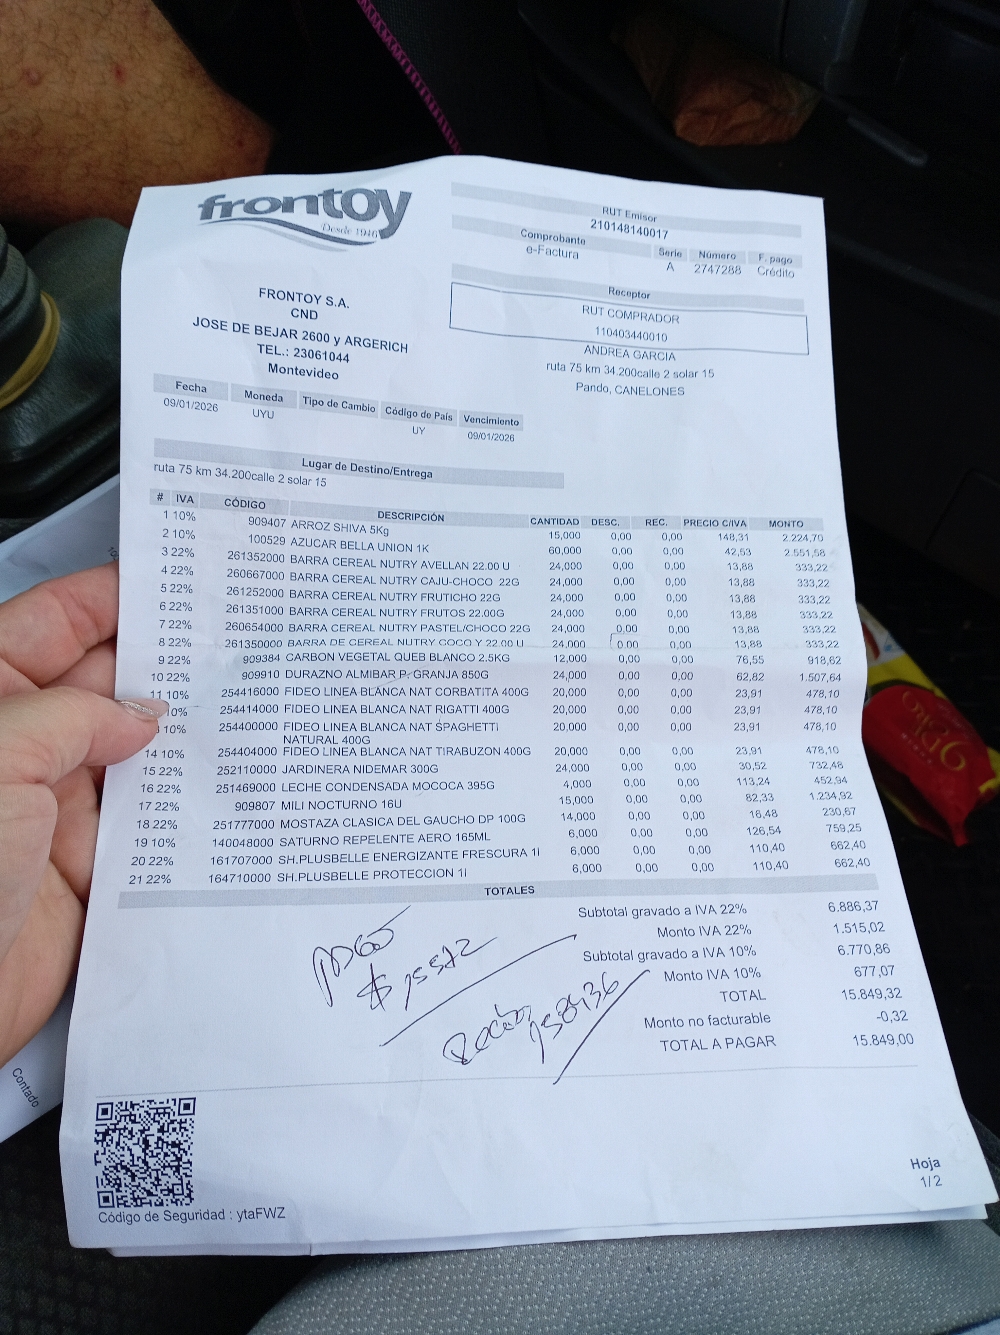 frontoy
Desde 1946
RUT Emisor
210148140017
Comprobante Serie Número F. pago
e-Factura A 2747288 Crédito
Receptor
RUT COMPRADOR
110403440010
ANDREA GARCIA
ruta 75 km 34.200calle 2 solar 15
Pando, CANELONES
FRONTOY S.A.
CND
JOSE DE BEJAR 2600 y ARGERICH
TEL.: 23061044
Montevideo
Fecha Moneda Tipo de Cambio Código de País Vencimiento
09/01/2026 UYU UY 09/01/2026
Lugar de Destino/Entrega
ruta 75 km 34.200calle 2 solar 15
# IVA CÓDIGO DESCRIPCIÓN CANTIDAD DESC. REC. PRECIO C/IVA MONTO
1 10% 909407 ARROZ SHIVA 5Kg 15,000 0,00 0,00 148,31 2.224,70
2 10% 100529 AZUCAR BELLA UNION 1K 60,000 0,00 0,00 42,53 2.551,58
3 22% 261352000 BARRA CEREAL NUTRY AVELLAN 22.00 U 24,000 0,00 0,00 13,88 333,22
4 22% 260667000 BARRA CEREAL NUTRY CAJU-CHOCO 22G 24,000 0,00 0,00 13,88 333,22
5 22% 261252000 BARRA CEREAL NUTRY FRUTICHO 22G 24,000 0,00 0,00 13,88 333,22
6 22% 261351000 BARRA CEREAL NUTRY FRUTOS 22.00G 24,000 0,00 0,00 13,88 333,22
7 22% 260654000 BARRA CEREAL NUTRY PASTEL/CHOCO 22G 24,000 0,00 0,00 13,88 333,22
8 22% 261350000 BARRA DE CEREAL NUTRY COCO Y 22.00 U 24,000 0,00 0,00 13,88 333,22
9 22% 909384 CARBON VEGETAL QUEB BLANCO 2.5KG 12,000 0,00 0,00 76,55 918,62
10 22% 909910 DURAZNO ALMIBAR P. GRANJA 850G 24,000 0,00 0,00 62,82 1.507,64
11 10% 254416000 FIDEO LINEA BLANCA NAT CORBATITA 400G 20,000 0,00 0,00 23,91 478,10
10% 254414000 FIDEO LINEA BLANCA NAT RIGATTI 400G 20,000 0,00 0,00 23,91 478,10
10% 254400000 FIDEO LINEA BLANCA NAT SPAGHETTI 20,000 0,00 0,00 23,91 478,10
NATURAL 400G
14 10% 254404000 FIDEO LINEA BLANCA NAT TIRABUZON 400G 20,000 0,00 0,00 23,91 478,10
15 22% 252110000 JARDINERA NIDEMAR 300G 24,000 0,00 0,00 30,52 732,48
16 22% 251469000 LECHE CONDENSADA MOCOCA 395G 4,000 0,00 0,00 113,24 452,94
17 22% 909807 MILI NOCTURNO 16U 15,000 0,00 0,00 82,33 1.234,92
18 22% 251777000 MOSTAZA CLASICA DEL GAUCHO DP 100G 14,000 0,00 0,00 16,48 230,67
19 10% 140048000 SATURNO REPELENTE AERO 165ML 6,000 0,00 0,00 126,54 759,25
20 22% 161707000 SH.PLUSBELLE ENERGIZANTE FRESCURA 1l 6,000 0,00 0,00 110,40 662,40
21 22% 164710000 SH.PLUSBELLE PROTECCION 1l 6,000 0,00 0,00 110,40 662,40
TOTALES
Subtotal gravado a IVA 22% 6.886,37
Monto IVA 22% 1.515,02
Subtotal gravado a IVA 10% 6.770,86
Monto IVA 10% 677,07
TOTAL 15.849,32
Monto no facturable -0,32
TOTAL A PAGAR 15.849,00
Pago
$ 15572
Recibo
158436
Hoja
1/2
Código de Seguridad : ytaFWZ
Contado